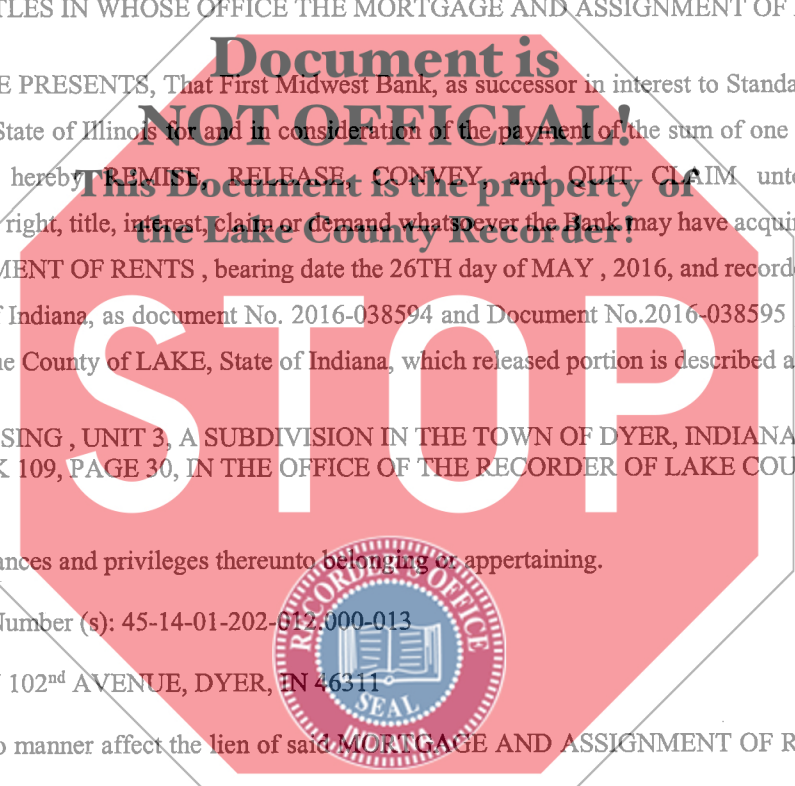 TLES IN WHOSE OFFICE THE MORTGAGE AND ASSIGNMENT OF
Document is
E PRESENTS, That First Midwest Bank, as successor in interest to Standa
NOT OFFICIAL!
State of Illinois for and in consideration of the payment of the sum of one
hereby REMISE, RELEASE, CONVEY, and QUIT CLAIM unto
This Document is the property of
right, title, interest, claim or demand whatsoever the Bank may have acqui
the Lake County Recorder!
MENT OF RENTS , bearing date the 26TH day of MAY , 2016, and record
f Indiana, as document No. 2016-038594 and Document No.2016-038595
ne County of LAKE, State of Indiana, which released portion is described a
STOP
SING , UNIT 3, A SUBDIVISION IN THE TOWN OF DYER, INDIANA
K 109, PAGE 30, IN THE OFFICE OF THE RECORDER OF LAKE COU
ances and privileges thereunto belonging or appertaining.
RECORDER'S OFFICE
Number (s): 45-14-01-202-012.000-013
102nd AVENUE, DYER, IN 46311
SEAL
o manner affect the lien of said MORTGAGE AND ASSIGNMENT OF R